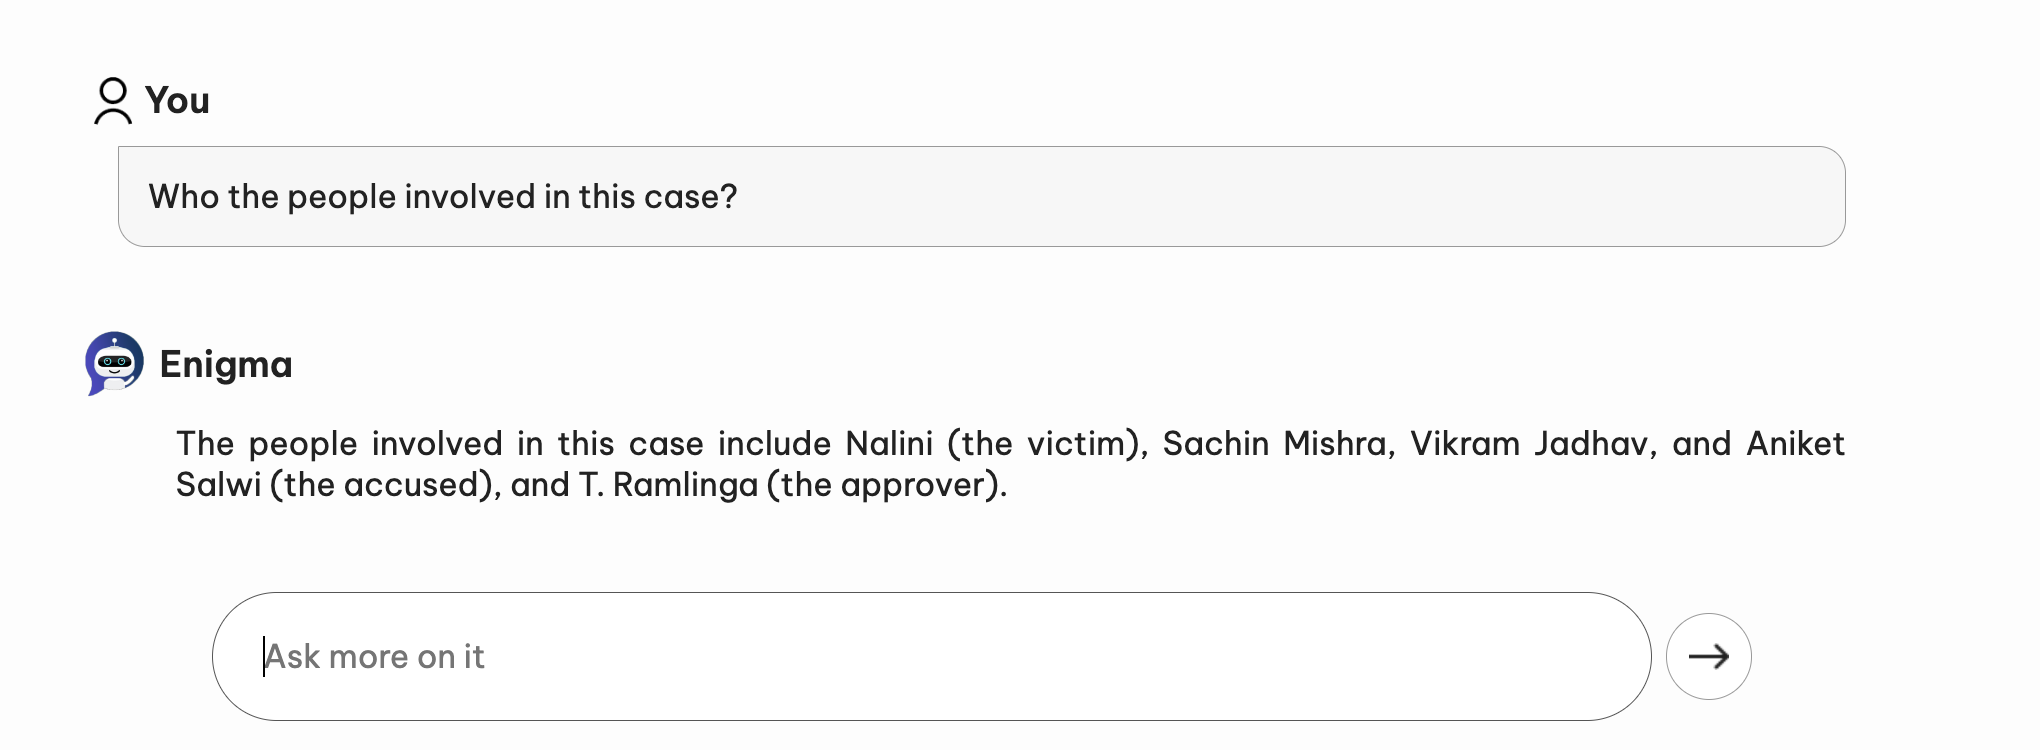 You
Who the people involved in this case?
Enigma
The people involved in this case include Nalini (the victim), Sachin Mishra, Vikram Jadhav, and Aniket
Salwi (the accused), and T. Ramlinga (the approver).
Ask more on it